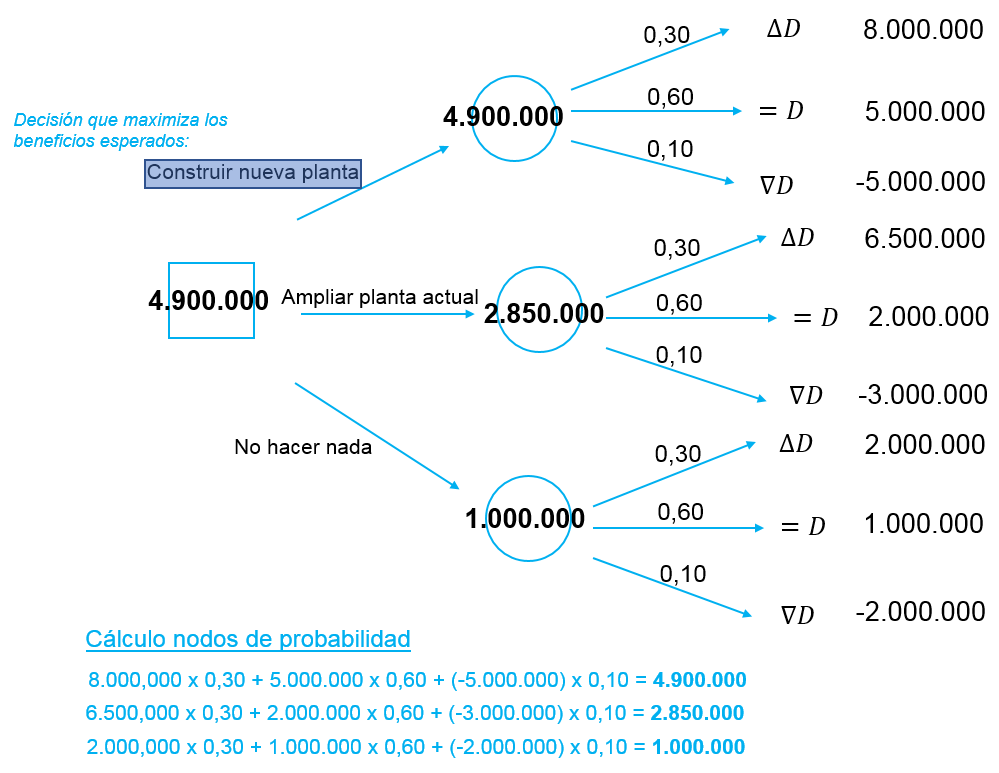 0,30 ΔD 8.000.000
4.900.000
0,60 = D 5.000.000
0,10
∇D -5.000.000
Decisión que maximiza los
beneficios esperados:
Construir nueva planta
4.900.000
Ampliar planta actual
0,30 ΔD 6.500.000
2.850.000
0,60 = D 2.000.000
0,10
∇D -3.000.000
No hacer nada
0,30 ΔD 2.000.000
1.000.000
0,60 = D 1.000.000
0,10
∇D -2.000.000
Cálculo nodos de probabilidad
8.000,000 x 0,30 + 5.000.000 x 0,60 + (-5.000.000) x 0,10 = 4.900.000
6.500,000 x 0,30 + 2.000.000 x 0,60 + (-3.000.000) x 0,10 = 2.850.000
2.000,000 x 0,30 + 1.000.000 x 0,60 + (-2.000.000) x 0,10 = 1.000.000